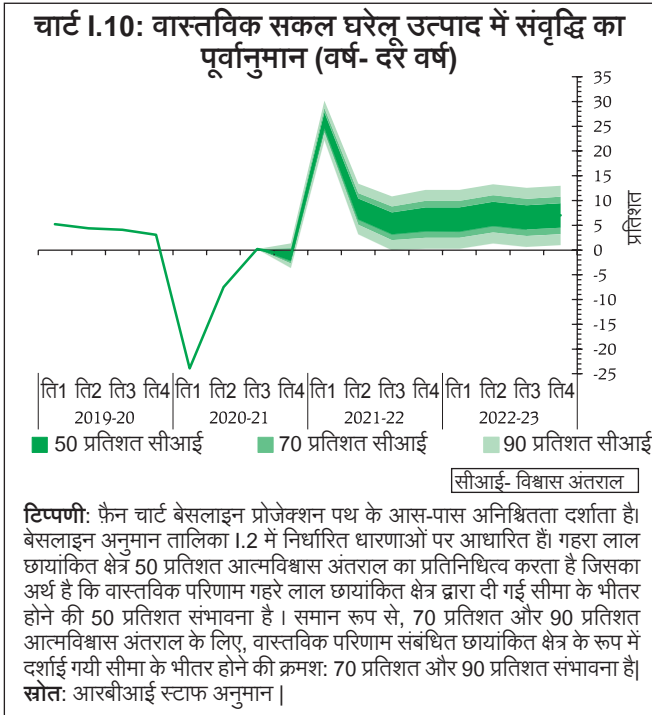 चार्ट I.10: वास्तविक सकल घरेलू उत्पाद में संवृद्धि का
पूर्वानुमान (वर्ष- दर वर्ष)
35
30
25
20
15
10
5
0
-5
-10
-15
-20
-25
प्रतिशत
ति1 ति2 ति3 ति4 ति1 ति2 ति3 ति4 ति1 ति2 ति3 ति4 ति1 ति2 ति3 ति4
2019-20 2020-21 2021-22 2022-23
50 प्रतिशत सीआई 70 प्रतिशत सीआई 90 प्रतिशत सीआई
सीआई- विश्वास अंतराल
टिप्पणी: फ़ैन चार्ट बेसलाइन प्रोजेक्शन पथ के आस-पास अनिश्चितता दर्शाता है।
बेसलाइन अनुमान तालिका I.2 में निर्धारित धारणाओं पर आधारित हैं। गहरा लाल
छायांकित क्षेत्र 50 प्रतिशत आत्मविश्वास अंतराल का प्रतिनिधित्व करता है जिसका
अर्थ है कि वास्तविक परिणाम गहरे लाल छायांकित क्षेत्र द्वारा दी गई सीमा के भीतर
होने की 50 प्रतिशत संभावना है । समान रूप से, 70 प्रतिशत और 90 प्रतिशत
आत्मविश्वास अंतराल के लिए, वास्तविक परिणाम संबंधित छायांकित क्षेत्र के रूप में
दर्शाई गयी सीमा के भीतर होने की क्रमश: 70 प्रतिशत और 90 प्रतिशत संभावना है|
स्रोत: आरबीआई स्टाफ अनुमान |